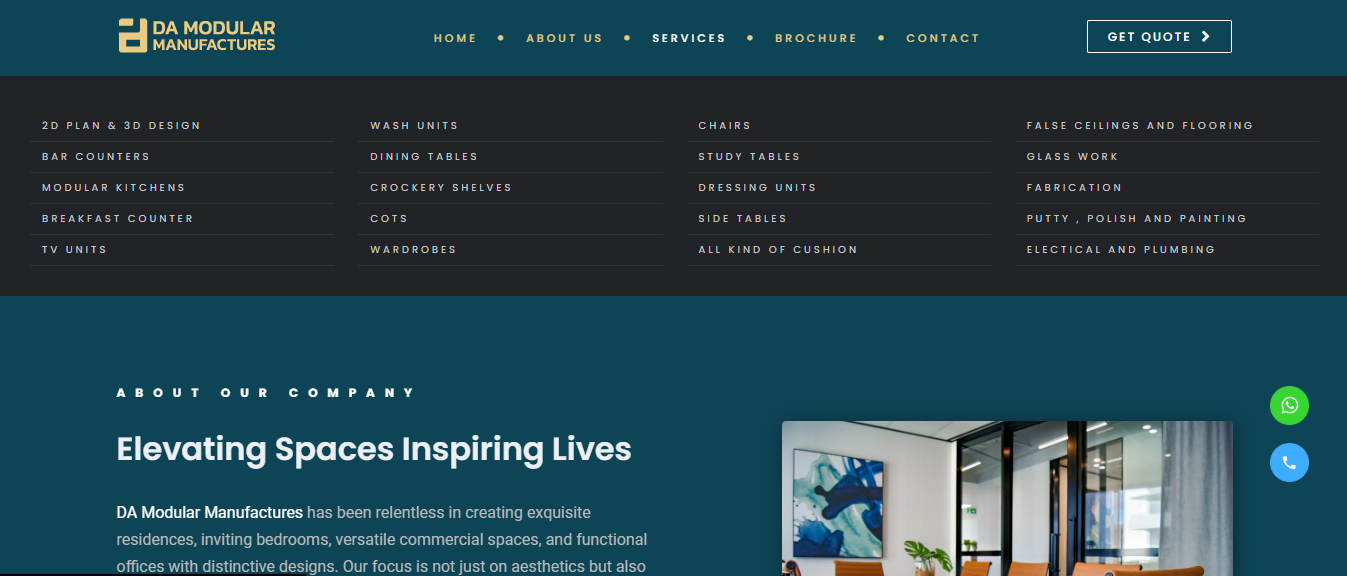 DA MODULAR
MANUFACTURES
HOME • ABOUT US • SERVICES • BROCHURE • CONTACT
GET QUOTE
2D PLAN & 3D DESIGN
BAR COUNTERS
MODULAR KITCHENS
BREAKFAST COUNTER
TV UNITS
WASH UNITS
DINING TABLES
CROCKERY SHELVES
COTS
WARDROBES
CHAIRS
STUDY TABLES
DRESSING UNITS
SIDE TABLES
ALL KIND OF CUSHION
FALSE CEILINGS AND FLOORING
GLASS WORK
FABRICATION
PUTTY , POLISH AND PAINTING
ELECTICAL AND PLUMBING
ABOUT OUR COMPANY
Elevating Spaces Inspiring Lives
DA Modular Manufactures has been relentless in creating exquisite
residences, inviting bedrooms, versatile commercial spaces, and functional
offices with distinctive designs. Our focus is not just on aesthetics but also